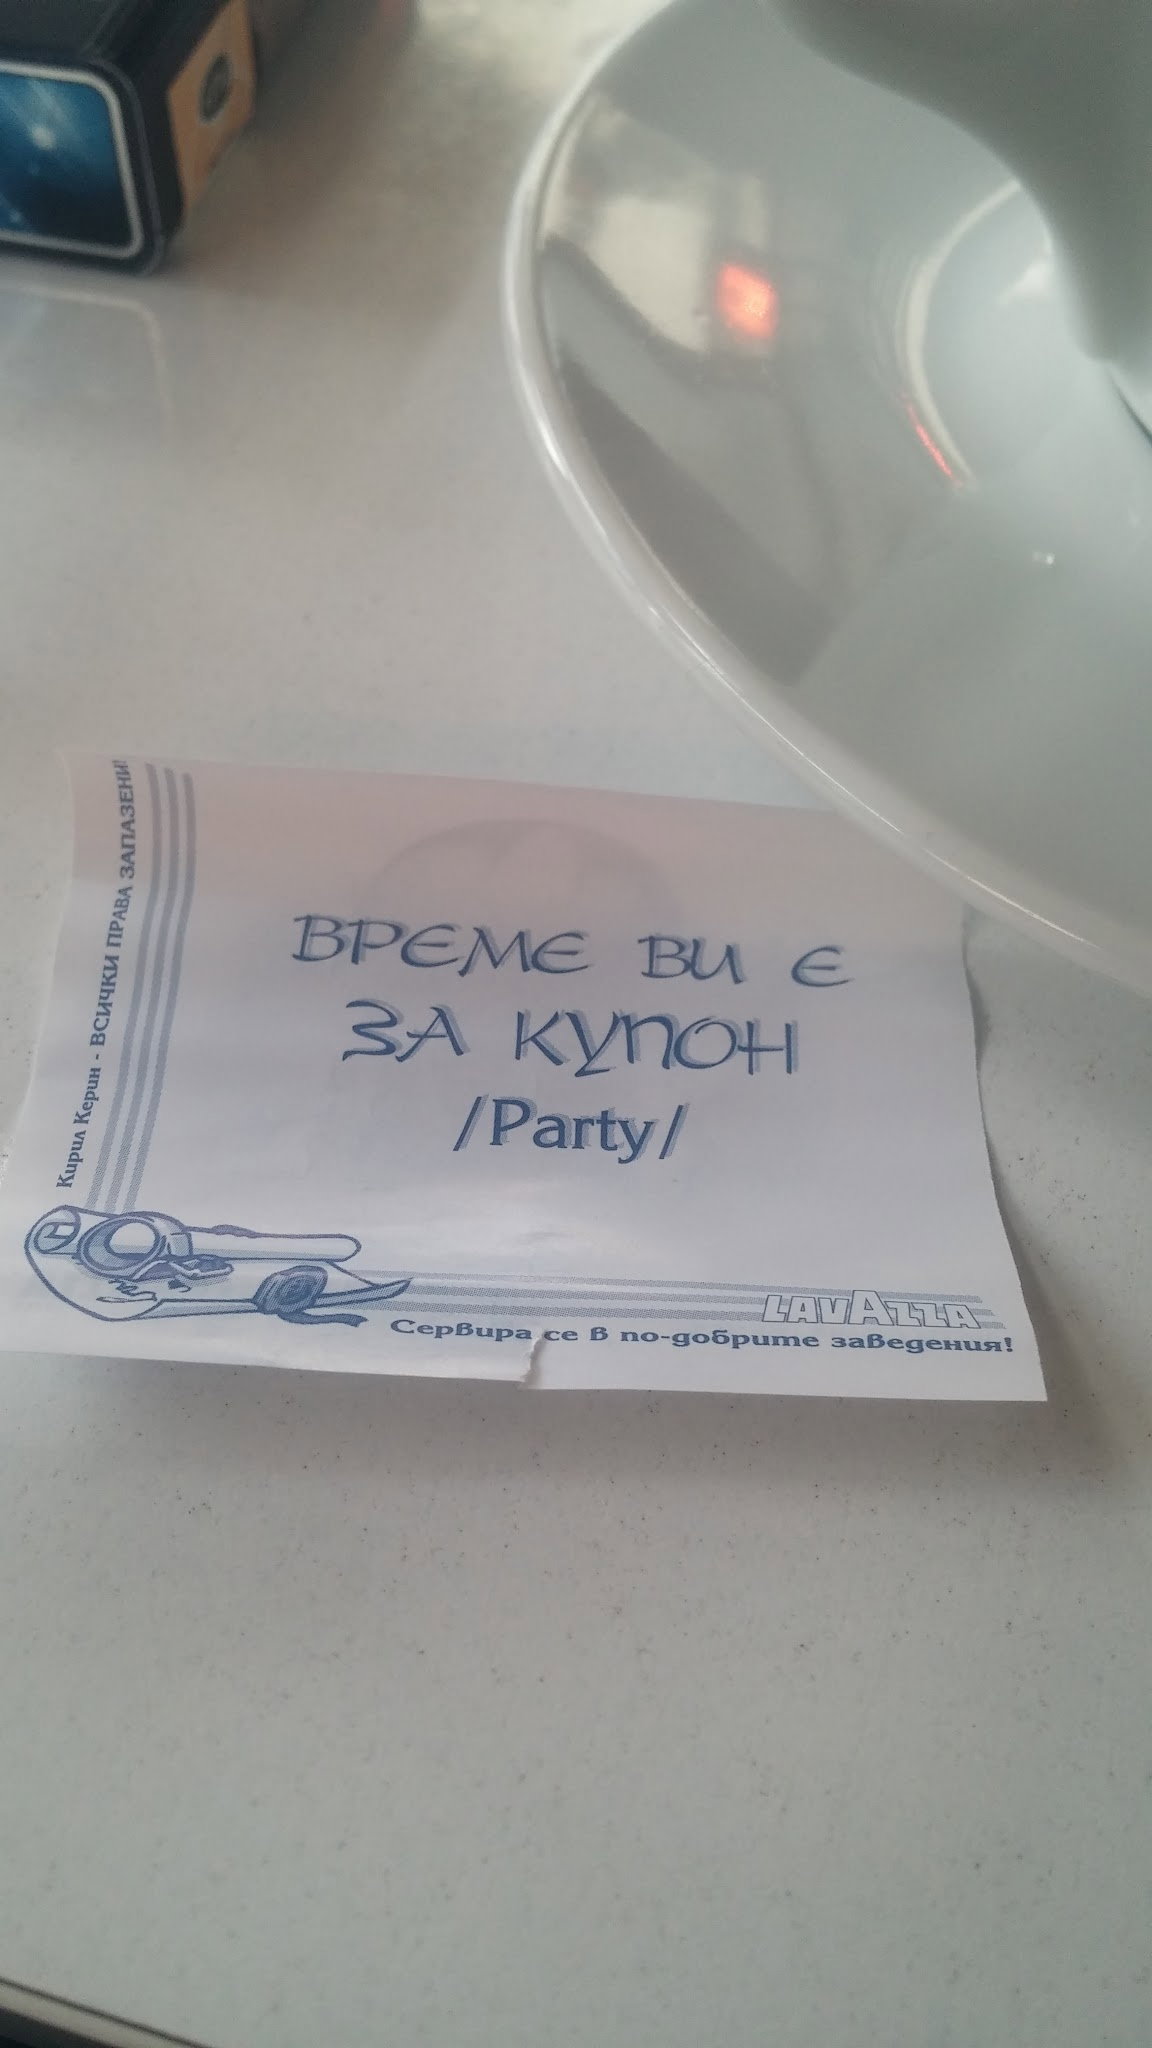 Кирил Керин - ВСИЧКИ ПРАВА ЗАПАЗЕНИ!
ВРЕМЕ ВИ Е
ЗА КУПОН
/Party/
LAVAZZA
Сервира се в по-добрите заведения!